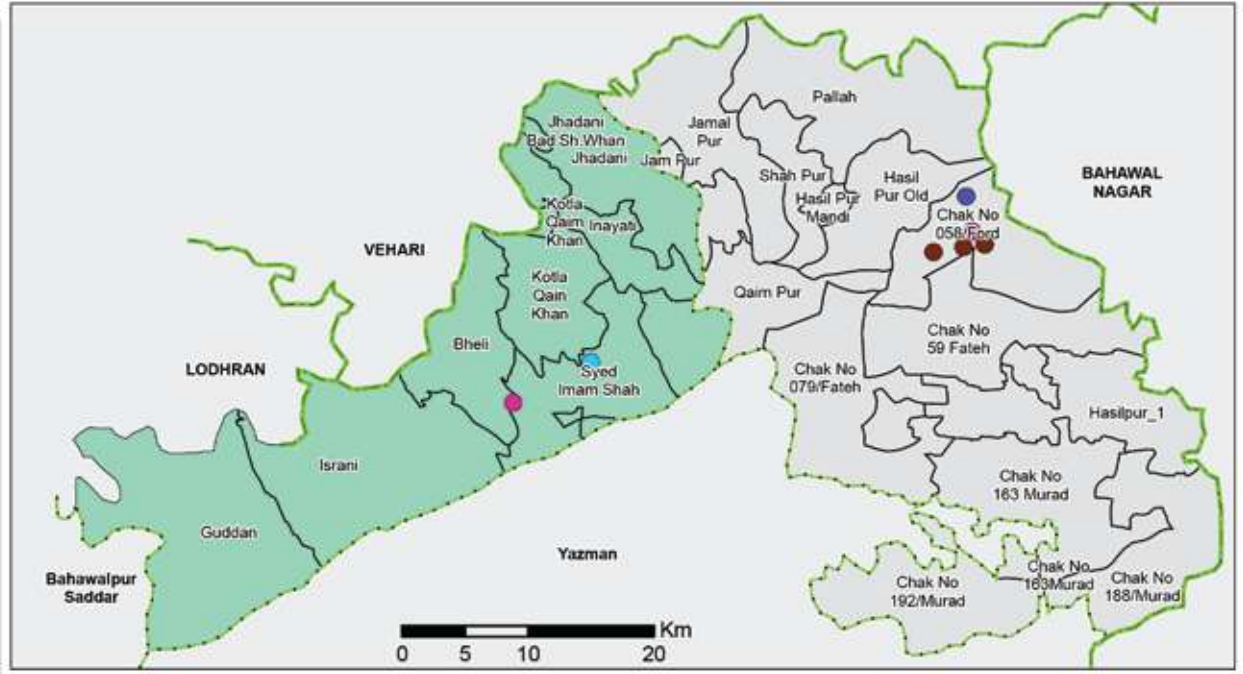 Pallah
Jhadani
Bad Sh.Whan
Jhadani
Jamal
Pur
Jam Pur
Shah Pur
Hasil
Pur Old
Hasil Pur
Mandi
BAHAWAL
NAGAR
Kotla
Qaim
Khan
Inayati
Chak No
058/Ford
VEHARI
Kotla
Qain
Khan
Qaim Pur
Bheli
Chak No
59 Fateh
LODHRAN
Syed
Imam Shah
Chak No
079/Fateh
Hasilpur_1
Israni
Chak No
163 Murad
Guddan
Yazman
Bahawalpur
Saddar
Chak No
192/Murad
Chak No
163Murad
Chak No
188/Murad
Km
0 5 10 20